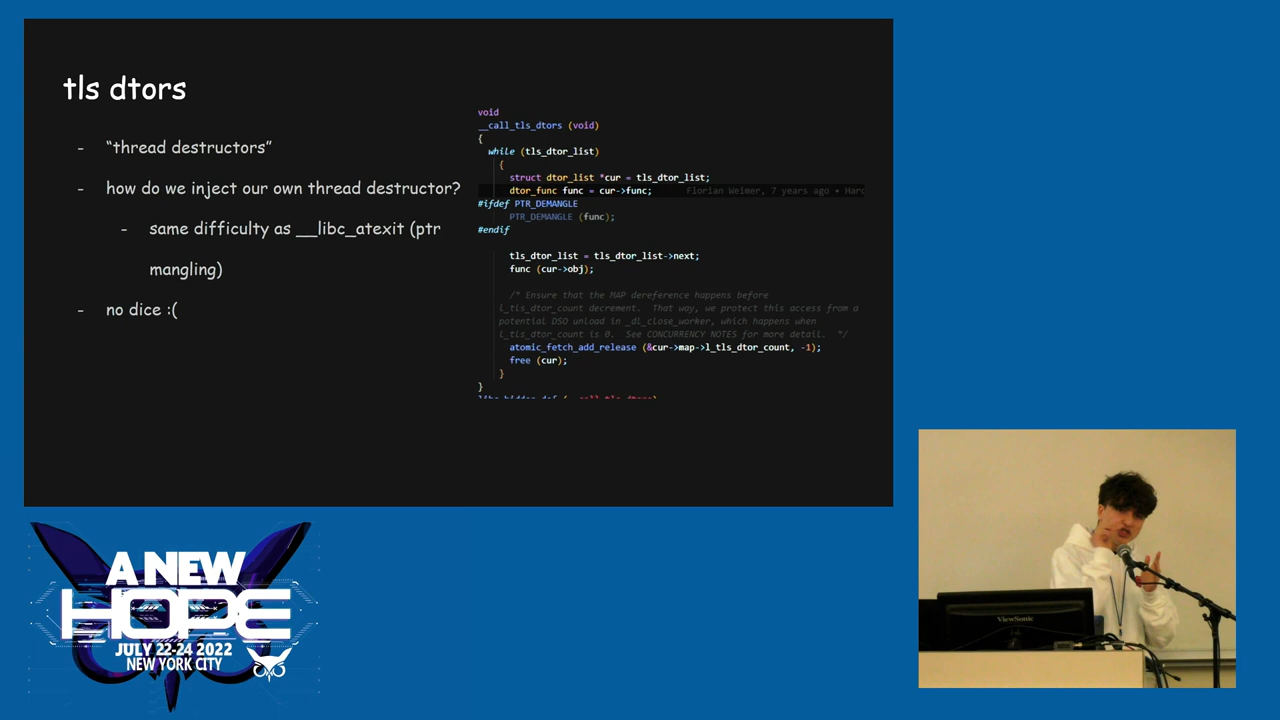 tls dtors
- “thread destructors”
- how do we inject our own thread destructor?
- same difficulty as __libc_atexit (ptr
mangling)
- no dice :(
void
__call_tls_dtors (void)
{
while (tls_dtor_list)
{
struct dtor_list *cur = tls_dtor_list;
dtor_func func = cur->func; Florian Weimer, 7 years ago • Harc
#ifdef PTR_DEMANGLE
PTR_DEMANGLE (func);
#endif
tls_dtor_list = tls_dtor_list->next;
func (cur->obj);
/* Ensure that the MAP dereference happens before
l_tls_dtor_count decrement. That way, we protect this access from a
potential DSO unload in _dl_close_worker, which happens when
l_tls_dtor_count is 0. See CONCURRENCY NOTES for more detail. */
atomic_fetch_add_release (&cur->map->l_tls_dtor_count, -1);
free (cur);
}
}
A NEW
HOPE
JULY 22-24 2022
NEW YORK CITY
ViewSonic